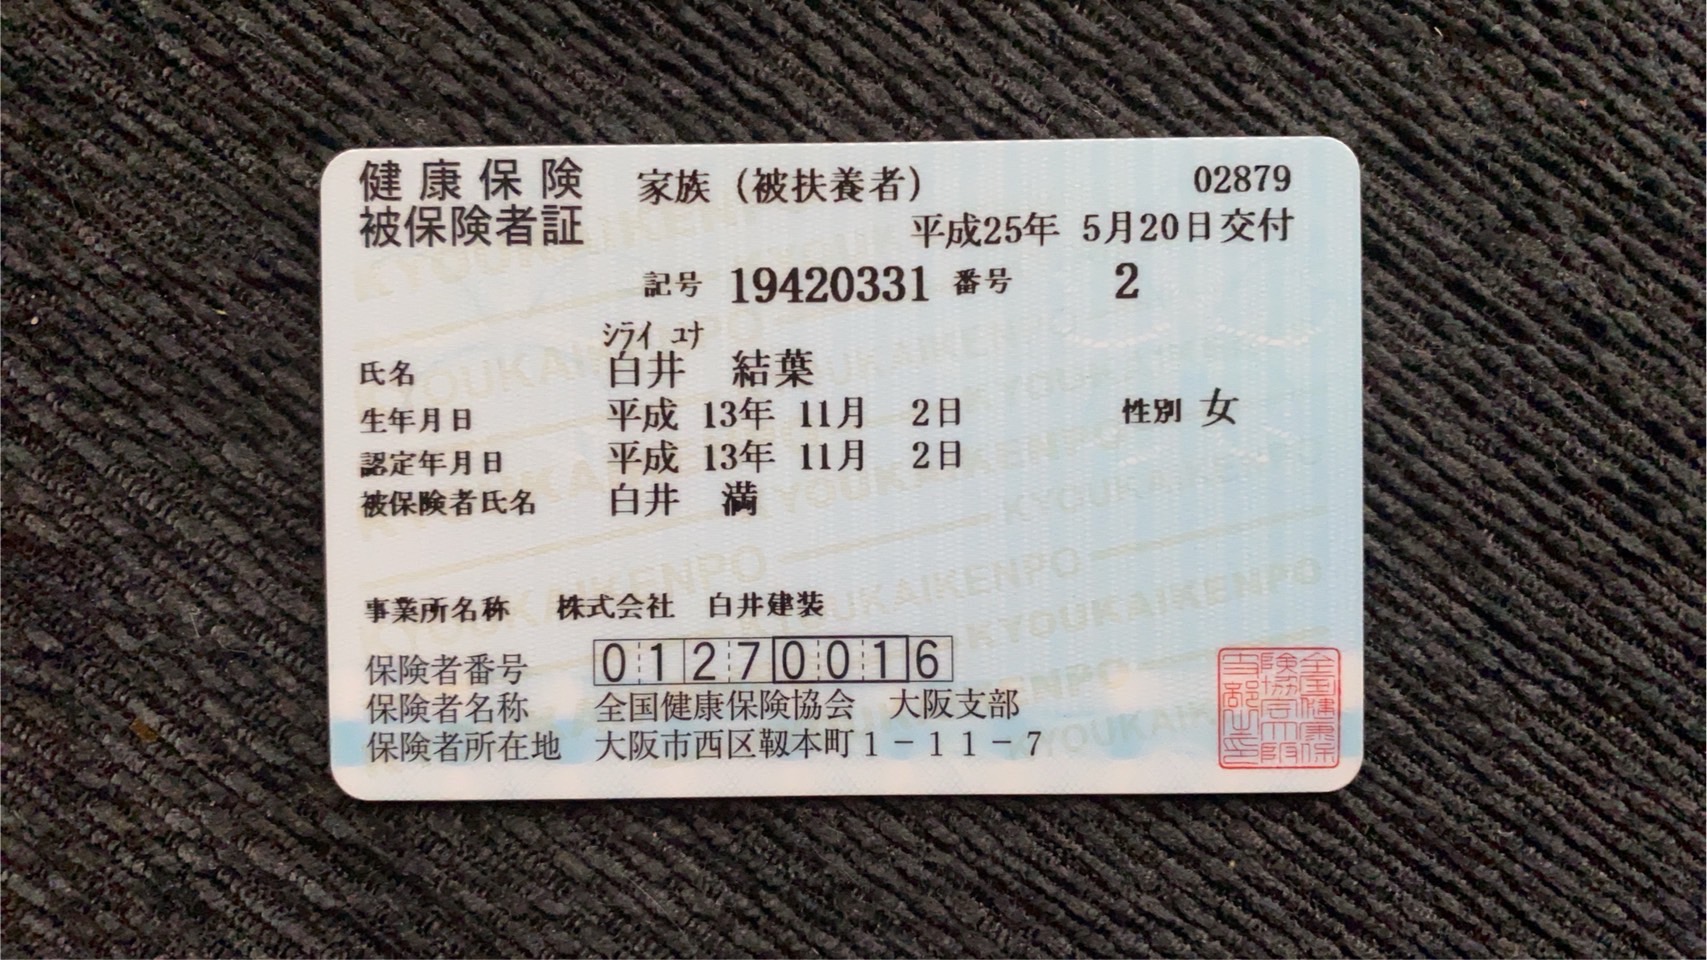 健康保険 家族（被扶養者） 02879
被保険者証 平成25年 5月20日交付
記号 19420331 番号 2
シライ ユナ
氏名 白井 結葉
生年月日 平成 13年 11月 2日 性別 女
認定年月日 平成 13年 11月 2日
被保険者氏名 白井 満
事業所名称 株式会社 白井建装
保険者番号 01270016
保険者名称 全国健康保険協会 大阪支部
保険者所在地 大阪市西区靱本町1-11-7